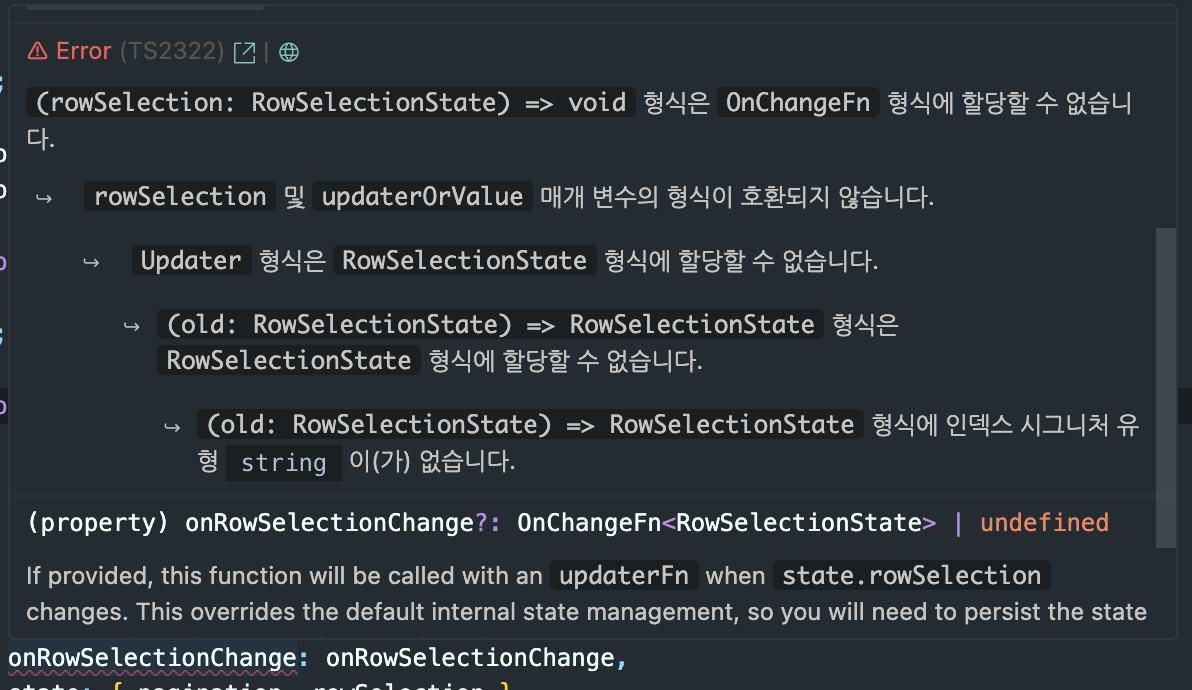 Error (TS2322) |
(rowSelection: RowSelectionState) => void 형식은 OnChangeFn 형식에 할당할 수 없습니
다.
↪ rowSelection 및 updaterOrValue 매개 변수의 형식이 호환되지 않습니다.
↪ Updater 형식은 RowSelectionState 형식에 할당할 수 없습니다.
↪ (old: RowSelectionState) => RowSelectionState 형식은
RowSelectionState 형식에 할당할 수 없습니다.
↪ (old: RowSelectionState) => RowSelectionState 형식에 인덱스 시그니처 유
형 string 이(가) 없습니다.
(property) onRowSelectionChange?: OnChangeFn<RowSelectionState> | undefined
If provided, this function will be called with an updaterFn when state.rowSelection
changes. This overrides the default internal state management, so you will need to persist the state
onRowSelectionChange: onRowSelectionChange,
state: { pagination, rowSelection }